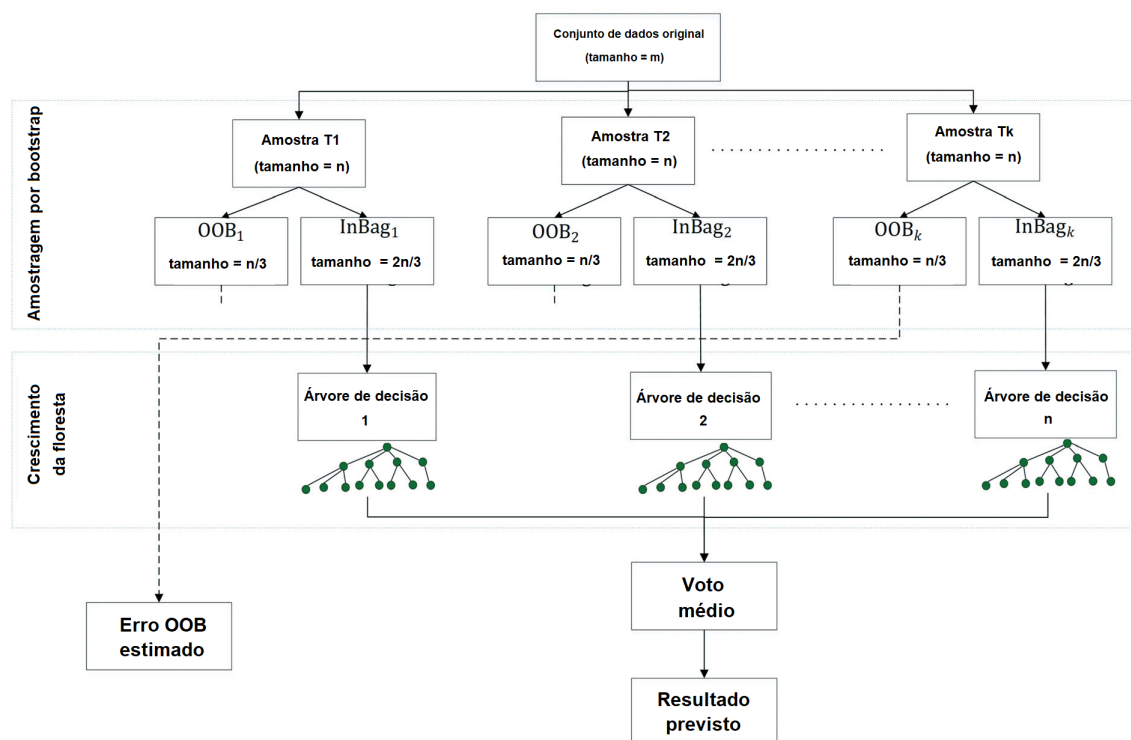 Conjunto de dados original
(tamanho = m)
Amostragem por bootstrap
Amostra T1
(tamanho = n)
Amostra T2
(tamanho = n)
Amostra Tk
(tamanho = n)
OOB₁
tamanho = n/3
InBag₁
tamanho = 2n/3
OOB₂
tamanho = n/3
InBag₂
tamanho = 2n/3
OOBₖ
tamanho = n/3
InBagₖ
tamanho = 2n/3
Crescimento
da floresta
Árvore de decisão
1
Árvore de decisão
2
Árvore de decisão
n
Erro OOB
estimado
Voto
médio
Resultado
previsto